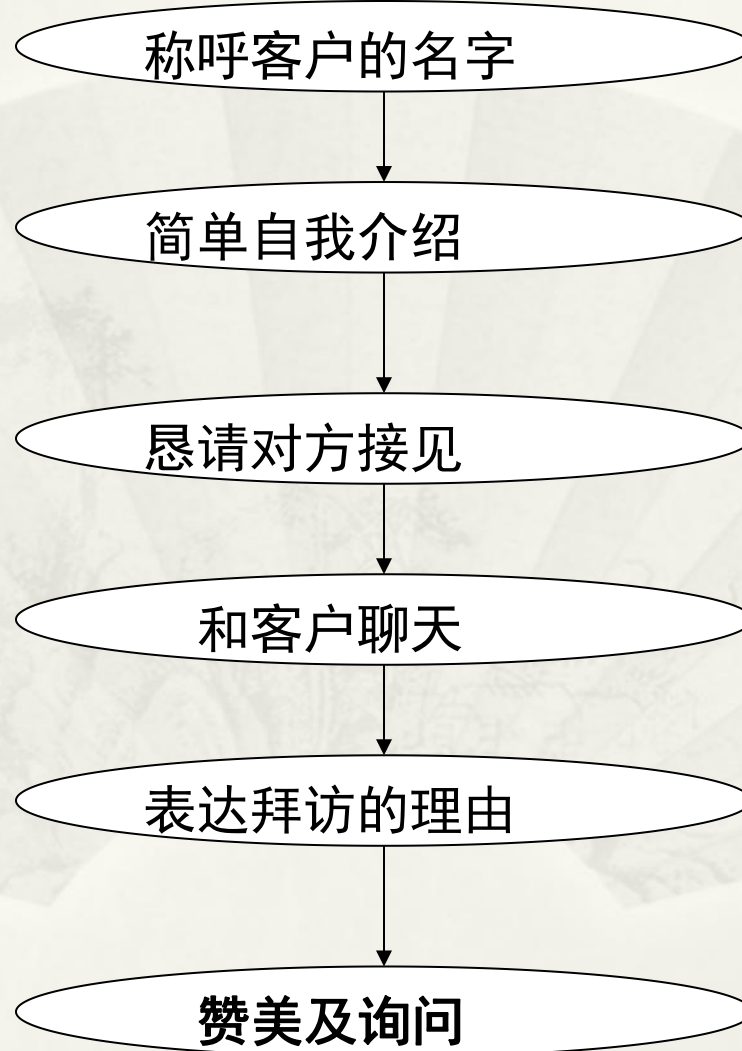 称呼客户的名字
简单自我介绍
恳请对方接见
和客户聊天
表达拜访的理由
赞美及询问